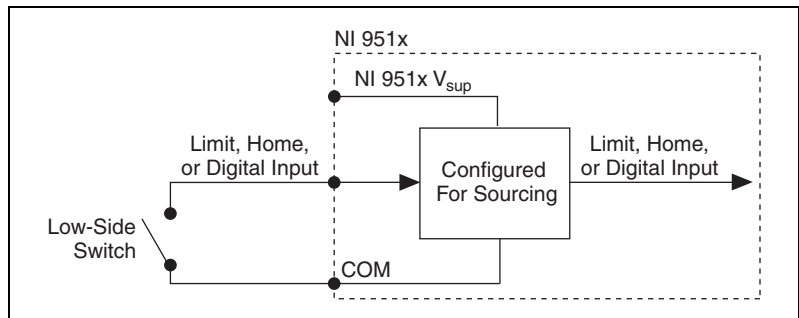 NI 951x
NI 951x Vsup
Limit, Home,
or Digital Input
Configured
For Sourcing
Limit, Home,
or Digital Input
Low-Side
Switch
COM